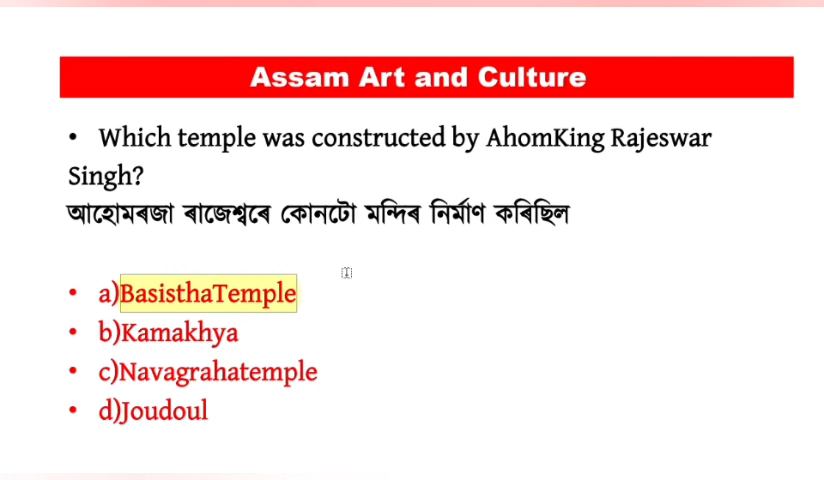 Assam Art and Culture
• Which temple was constructed by AhomKing Rajeswar
Singh?
আহোমৰজা ৰাজেশ্বৰে কোনটো মন্দিৰ নিৰ্মাণ কৰিছিল
• a)BasisthaTemple
• b)Kamakhya
• c)Navagrahatemple
• d)Joudoul